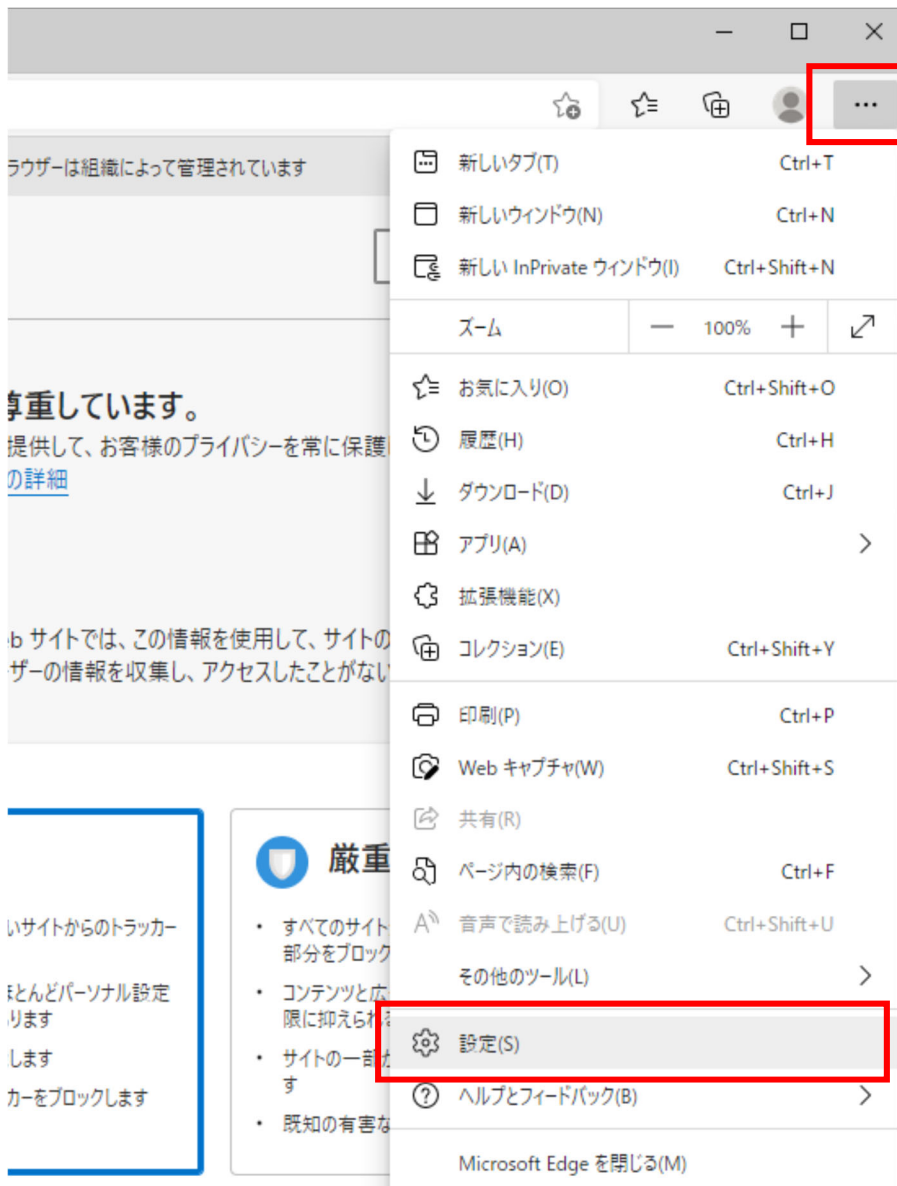 ラウザーは組織によって管理されています
新しいタブ(T) Ctrl+T
新しいウィンドウ(N) Ctrl+N
新しい InPrivate ウィンドウ(I) Ctrl+Shift+N
ズーム 100%
お気に入り(O) Ctrl+Shift+O
履歴(H) Ctrl+H
ダウンロード(D) Ctrl+J
アプリ(A)
拡張機能(X)
コレクション(E) Ctrl+Shift+Y
印刷(P) Ctrl+P
Web キャプチャ(W) Ctrl+Shift+S
共有(R)
ページ内の検索(F) Ctrl+F
音声で読み上げる(U) Ctrl+Shift+U
その他のツール(L)
設定(S)
ヘルプとフィードバック(B)
Microsoft Edge を閉じる(M)
尊重しています。
提供して、お客様のプライバシーを常に保護
の詳細
eb サイトでは、この情報を使用して、サイトの
ーザーの情報を収集し、アクセスしたことがない
いサイトからのトラッカー
ほとんどパーソナル設定
ります
します
カーをブロックします
厳重
・ すべてのサイト
部分をブロック
・ コンテンツと広
限に抑えられ
・ サイトの一部が
す
・ 既知の有害な